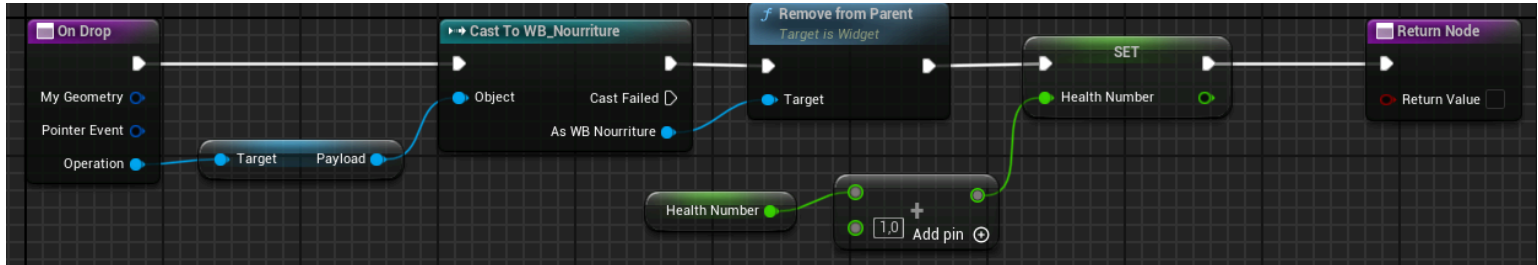 On Drop
My Geometry
Pointer Event
Operation
Target Payload
Cast To WB_Nourriture
Object Cast Failed
As WB Nourriture
f Remove from Parent
Target is Widget
Target
Health Number
+
1,0 Add pin
SET
Health Number
Return Node
Return Value